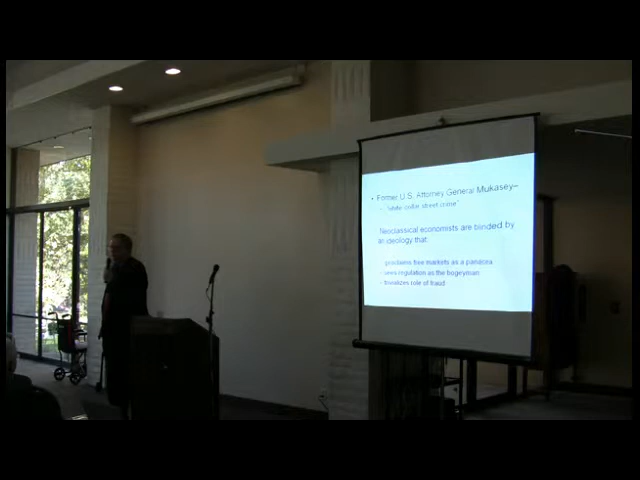 • Former U.S. Attorney General Mukasey–
– "white collar street crime"
Neoclassical economists are blinded by
an ideology that:
– proclaims free markets as a panacea
– sees regulation as the bogeyman
– trivializes role of fraud